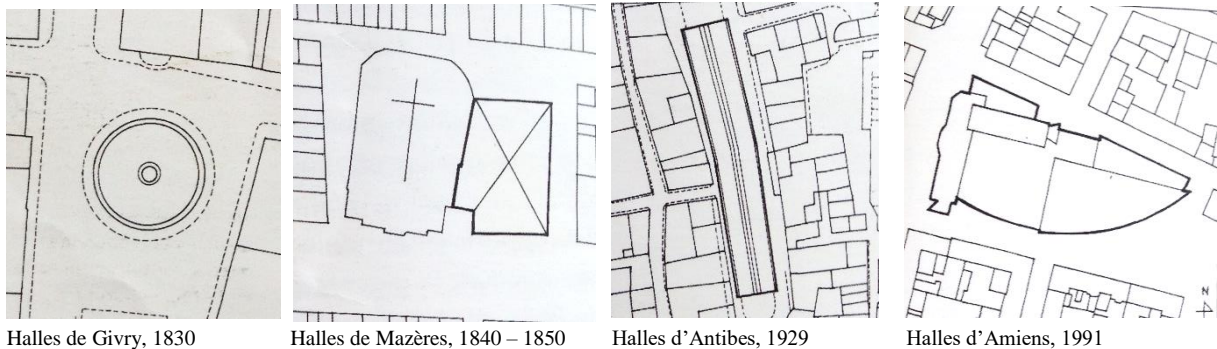 N
Halles de Givry, 1830
Halles de Mazères, 1840 – 1850
Halles d’Antibes, 1929
Halles d’Amiens, 1991